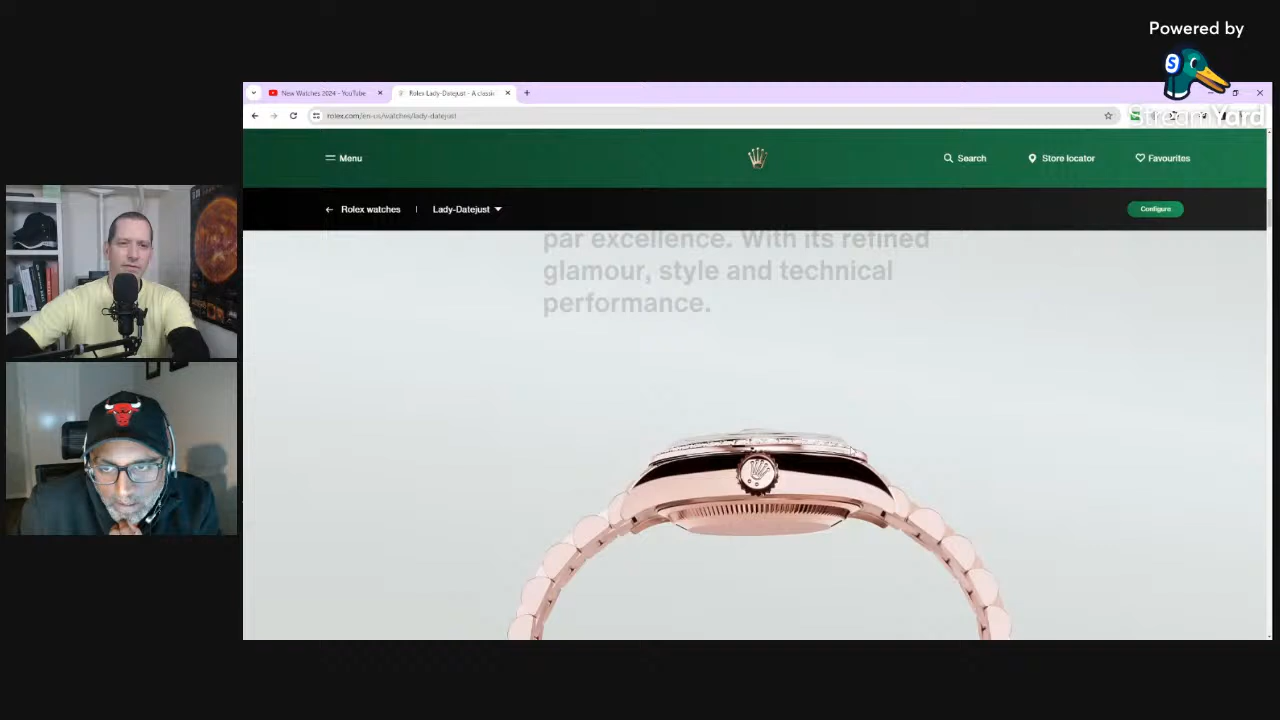 Powered by
StreamYard
New Watches 2024 - YouTube
Rolex Lady-Datejust - A classic
rolex.com/en-us/watches/lady-datejust
Menu
Search
Store locator
Favourites
Rolex watches
Lady-Datejust
Configure
par excellence. With its refined
glamour, style and technical
performance.